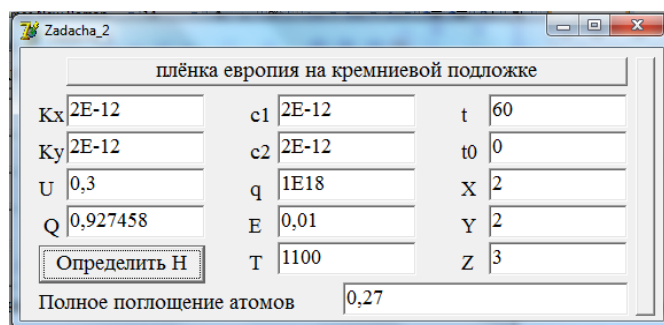 Zadacha_2
плёнка европия на кремниевой подложке
Kx 2E-12 c1 2E-12 t 60
Ky 2E-12 c2 2E-12 t0 0
U 0,3 q 1E18 X 2
Q 0,927458 E 0,01 Y 2
Определить H T 1100 Z 3
Полное поглощение атомов 0,27